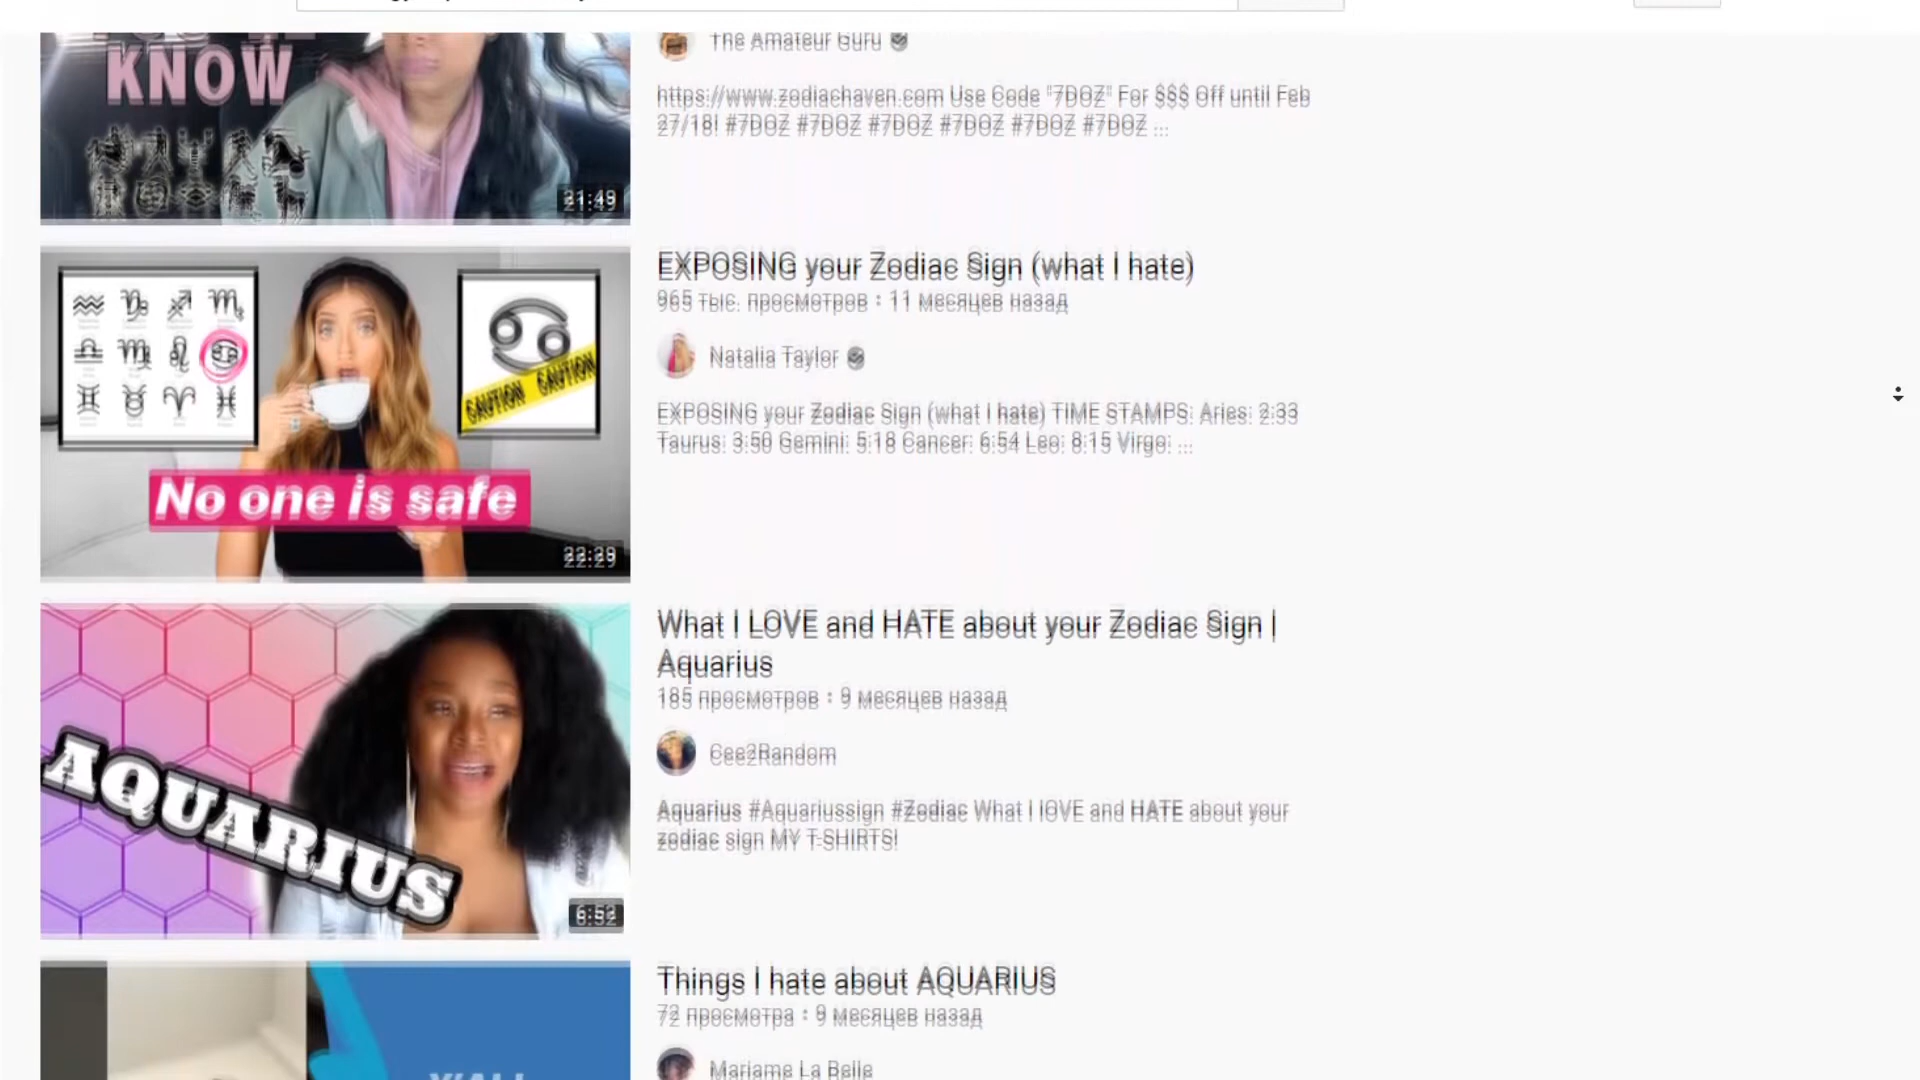 KNOW
21:49
The Amateur Guru
https://www.zodiachaven.com Use Code "7DOZ" For $$$ Off until Feb
27/18! #7DOZ #7DOZ #7DOZ #7DOZ #7DOZ #7DOZ ...
CAUTION CAUTION
No one is safe
22:29
EXPOSING your Zodiac Sign (what I hate)
965 тыс. просмотров • 11 месяцев назад
Natalia Taylor
EXPOSING your Zodiac Sign (what I hate) TIME STAMPS: Aries: 2:33
Taurus: 3:50 Gemini: 5:18 Cancer: 6:54 Leo: 8:15 Virgo: ...
AQUARIUS
6:52
What I LOVE and HATE about your Zodiac Sign |
Aquarius
185 просмотров • 9 месяцев назад
Cee2Random
Aquarius #Aquariussign #Zodiac What I lOVE and HATE about your
zodiac sign MY T-SHIRTS!
Things I hate about AQUARIUS
72 просмотра • 9 месяцев назад
Mariame La Belle